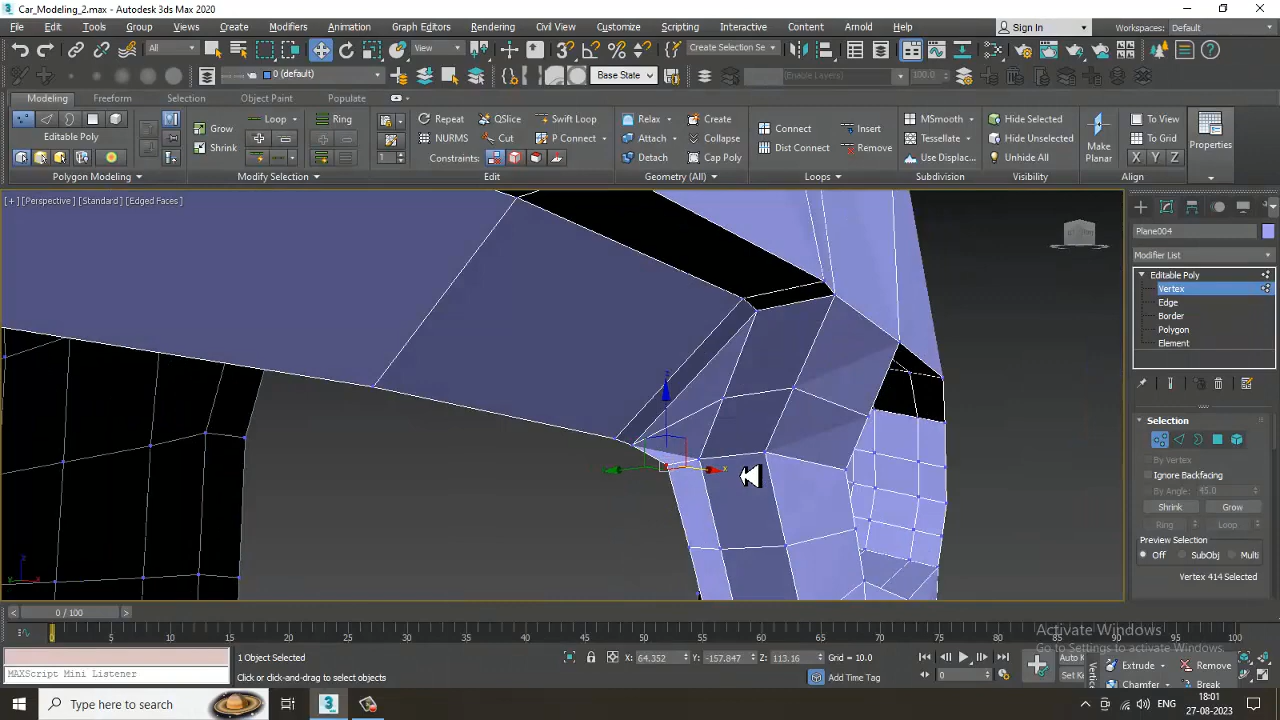 Car_Modeling_2.max - Autodesk 3ds Max 2020
File Edit Tools Group Views Create Modifiers Animation Graph Editors Rendering Civil View Customize Scripting Interactive Content Arnold Help
Sign In Workspaces: Default
All View Create Selection Se
0 (default) Base State (Enable Layers) 100.0
Modeling Freeform Selection Object Paint Populate
Grow Loop Ring Repeat QSlice Swift Loop Relax Create Connect Insert MSmooth Hide Selected To View
Editable Poly Shrink NURMS Cut P Connect Attach Collapse Dist Connect Remove Tessellate Hide Unselected Make Planar To Grid Properties
1 Constraints: Detach Cap Poly Use Displac... Unhide All X Y Z
Polygon Modeling Modify Selection Edit Geometry (All) Loops Subdivision Visibility Align
[+] [Perspective] [Standard] [Edged Faces]
Plane004
Modifier List
Editable Poly
Vertex
Edge
Border
Polygon
Element
Selection
By Vertex
Ignore Backfacing
By Angle: 45.0
Shrink Grow
Ring Loop
Preview Selection
Off SubObj Multi
Vertex 414 Selected
z
x
z
y x
< 0 / 100 >
0 5 10 15 20 25 30 35 40 45 50 55 60 65 70 75 80 85 90 95 100
Activate Windows
Go to Settings to activate Windows.
MAXScript Mini Listener
1 Object Selected
Click or click-and-drag to select objects
X: 64.352 Y: -157.847 Z: 113.16 Grid = 10.0
Add Time Tag
0
Auto K
Set K
Extrude Remove
Chamfer Break
Type here to search
ENG
18:01
27-08-2023